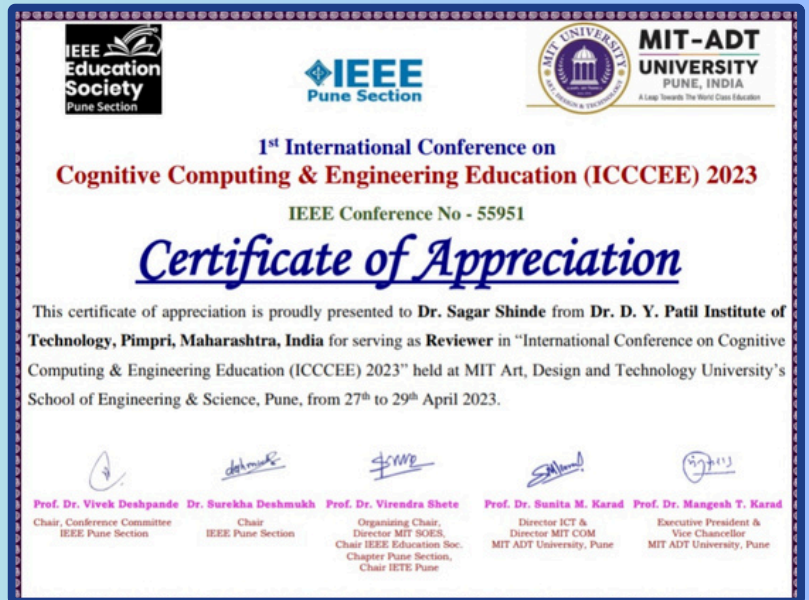 IEEE
Education
Society
Pune Section
IEEE
Pune Section
MIT UNIVERSITY
ART, DESIGN & TECHNOLOGY
MIT-ADT
UNIVERSITY
PUNE, INDIA
A Leap Towards The World Class Education
1st International Conference on
Cognitive Computing & Engineering Education (ICCCEE) 2023
IEEE Conference No - 55951
Certificate of Appreciation
This certificate of appreciation is proudly presented to Dr. Sagar Shinde from Dr. D. Y. Patil Institute of
Technology, Pimpri, Maharashtra, India for serving as Reviewer in “International Conference on Cognitive
Computing & Engineering Education (ICCCEE) 2023” held at MIT Art, Design and Technology University’s
School of Engineering & Science, Pune, from 27th to 29th April 2023.
Prof. Dr. Vivek Deshpande
Chair, Conference Committee
IEEE Pune Section
Dr. Surekha Deshmukh
Chair
IEEE Pune Section
Prof. Dr. Virendra Shete
Organizing Chair,
Director MIT SOES,
Chair IEEE Education Soc.
Chapter Pune Section,
Chair IETE Pune
Prof. Dr. Sunita M. Karad
Director ICT &
Director MIT COM
MIT ADT University, Pune
Prof. Dr. Mangesh T. Karad
Executive President &
Vice Chancellor
MIT ADT University, Pune